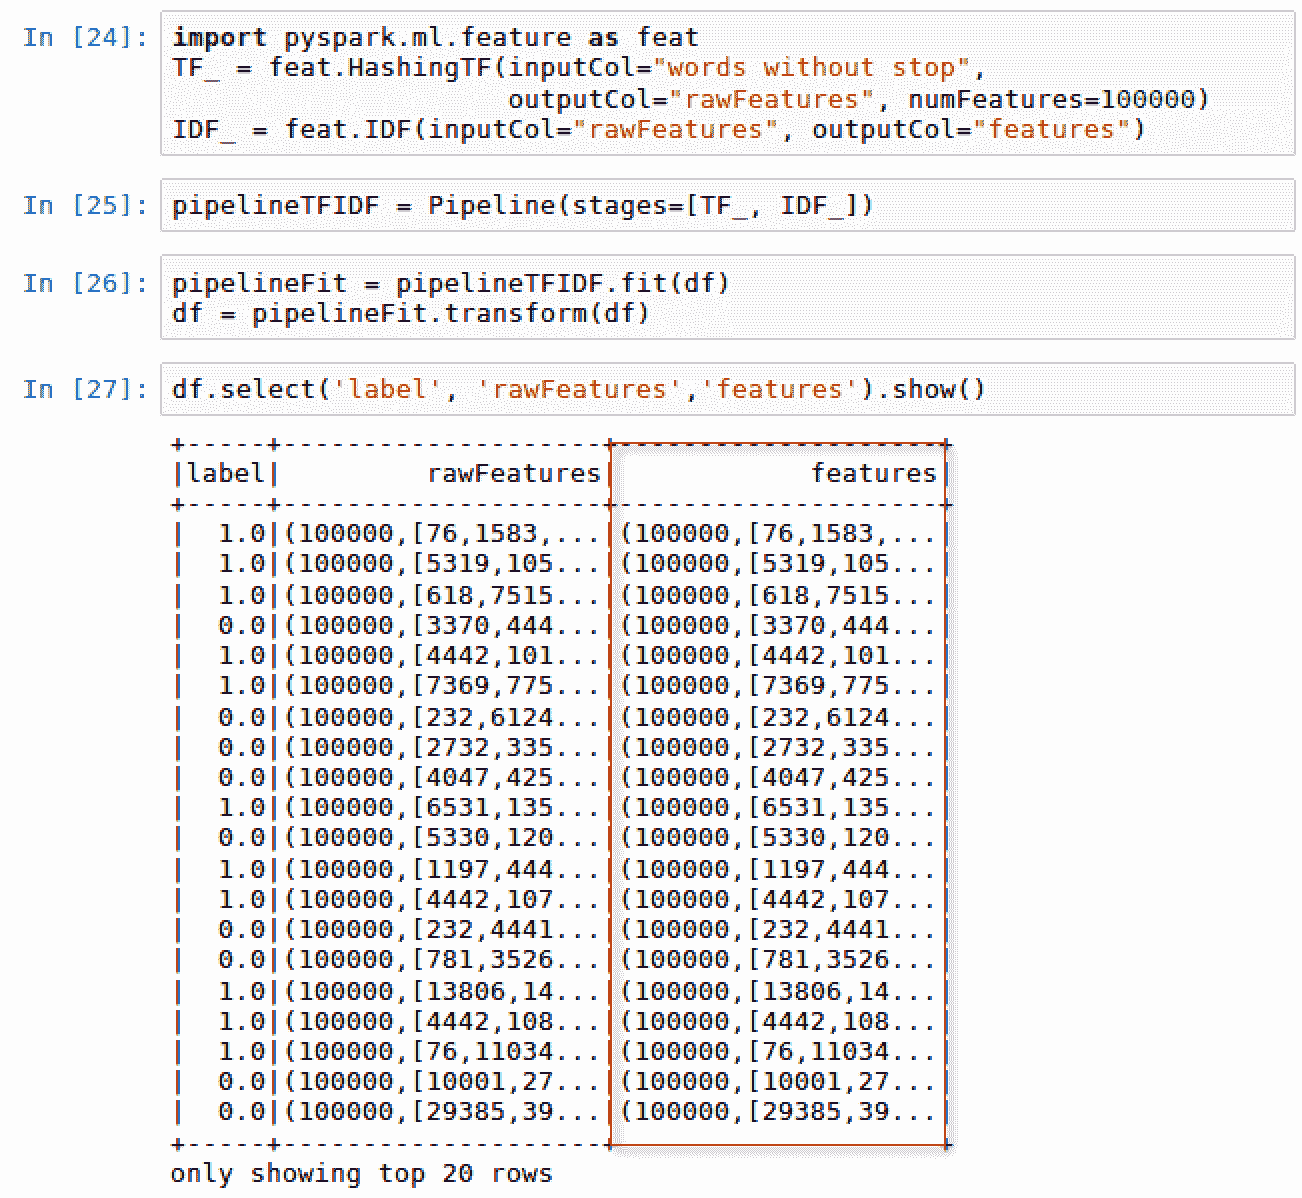 In [24]: import pyspark.ml.feature as feat
TF_ = feat.HashingTF(inputCol="words without stop",
outputCol="rawFeatures", numFeatures=100000)
IDF_ = feat.IDF(inputCol="rawFeatures", outputCol="features")
In [25]: pipelineTFIDF = Pipeline(stages=[TF_, IDF_])
In [26]: pipelineFit = pipelineTFIDF.fit(df)
df = pipelineFit.transform(df)
In [27]: df.select('label', 'rawFeatures','features').show()
+-----+--------------------+--------------------+
|label|         rawFeatures|            features|
+-----+--------------------+--------------------+
|  1.0|(100000,[76,1583,...|(100000,[76,1583,...|
|  1.0|(100000,[5319,105...|(100000,[5319,105...|
|  1.0|(100000,[618,7515...|(100000,[618,7515...|
|  0.0|(100000,[3370,444...|(100000,[3370,444...|
|  1.0|(100000,[4442,101...|(100000,[4442,101...|
|  1.0|(100000,[7369,775...|(100000,[7369,775...|
|  0.0|(100000,[232,6124...|(100000,[232,6124...|
|  0.0|(100000,[2732,335...|(100000,[2732,335...|
|  0.0|(100000,[4047,425...|(100000,[4047,425...|
|  1.0|(100000,[6531,135...|(100000,[6531,135...|
|  0.0|(100000,[5330,120...|(100000,[5330,120...|
|  1.0|(100000,[1197,444...|(100000,[1197,444...|
|  1.0|(100000,[4442,107...|(100000,[4442,107...|
|  0.0|(100000,[232,4441...|(100000,[232,4441...|
|  0.0|(100000,[781,3526...|(100000,[781,3526...|
|  1.0|(100000,[13806,14...|(100000,[13806,14...|
|  1.0|(100000,[4442,108...|(100000,[4442,108...|
|  1.0|(100000,[76,11034...|(100000,[76,11034...|
|  0.0|(100000,[10001,27...|(100000,[10001,27...|
|  0.0|(100000,[29385,39...|(100000,[29385,39...|
+-----+--------------------+--------------------+
only showing top 20 rows